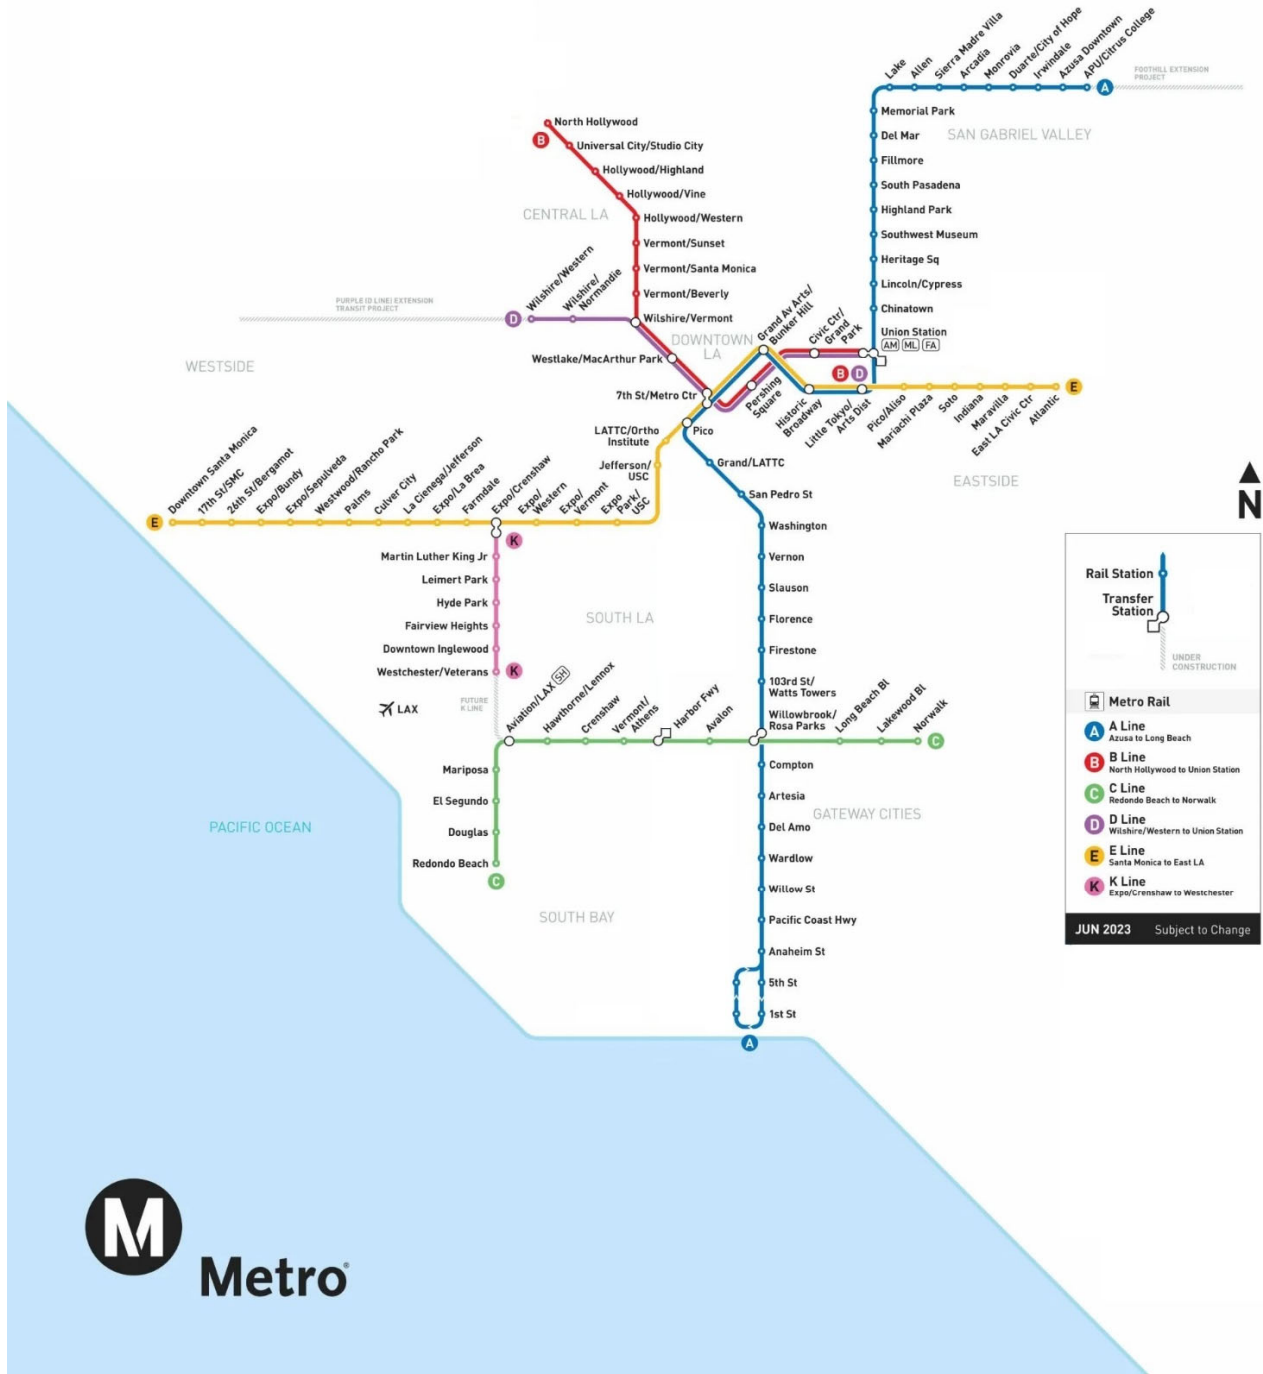 Lake
Allen
Sierra Madre Villa
Arcadia
Monrovia
Duarte/City of Hope
Irwindale
Azusa Downtown
APU/Citrus College
A
FOOTHILL EXTENSION
PROJECT
Memorial Park
Del Mar
SAN GABRIEL VALLEY
Fillmore
South Pasadena
Highland Park
Southwest Museum
Heritage Sq
Lincoln/Cypress
Chinatown
Union Station
AM ML FA
North Hollywood
B
Universal City/Studio City
Hollywood/Highland
Hollywood/Vine
CENTRAL LA
Hollywood/Western
Vermont/Sunset
Vermont/Santa Monica
Vermont/Beverly
Wilshire/Vermont
Wilshire/Western
Wilshire/
Normandie
PURPLE (D LINE) EXTENSION
TRANSIT PROJECT
D
WESTSIDE
DOWNTOWN
LA
Westlake/MacArthur Park
7th St/Metro Ctr
Grand Av Arts/
Bunker Hill
Civic Ctr/
Grand
Park
B D
Pershing
Square
Historic
Broadway
Little Tokyo/
Arts Dist
Pico/Aliso
Mariachi Plaza
Soto
Indiana
Maravilla
East LA Civic Ctr
Atlantic
E
EASTSIDE
LATTC/Ortho
Institute
Pico
Jefferson/
USC
Grand/LATTC
San Pedro St
Washington
Vernon
Slauson
Florence
Firestone
103rd St/
Watts Towers
Willowbrook/
Rosa Parks
E
Downtown Santa Monica
17th St/SMC
26th St/Bergamot
Expo/Bundy
Expo/Sepulveda
Westwood/Rancho Park
Palms
Culver City
La Cienega/Jefferson
Expo/La Brea
Farmdale
Expo/Crenshaw
Expo/
Western
Expo/
Vermont
Expo
Park/
USC
K
Martin Luther King Jr
Leimert Park
Hyde Park
Fairview Heights
Downtown Inglewood
Westchester/Veterans
K
SOUTH LA
LAX
FUTURE
K LINE
Aviation/LAX SH
Hawthorne/Lennox
Crenshaw
Vermont/
Athens
Harbor Fwy
Avalon
Long Beach Bl
Lakewood Bl
Norwalk
C
Mariposa
El Segundo
Douglas
Redondo Beach
C
Compton
Artesia
Del Amo
GATEWAY CITIES
Wardlow
Willow St
Pacific Coast Hwy
Anaheim St
5th St
1st St
A
SOUTH BAY
PACIFIC OCEAN
N
Rail Station
Transfer
Station
UNDER
CONSTRUCTION
Metro Rail
A
A Line
Azusa to Long Beach
B
B Line
North Hollywood to Union Station
C
C Line
Redondo Beach to Norwalk
D
D Line
Wilshire/Western to Union Station
E
E Line
Santa Monica to East LA
K
K Line
Expo/Crenshaw to Westchester
JUN 2023 Subject to Change
M
Metro